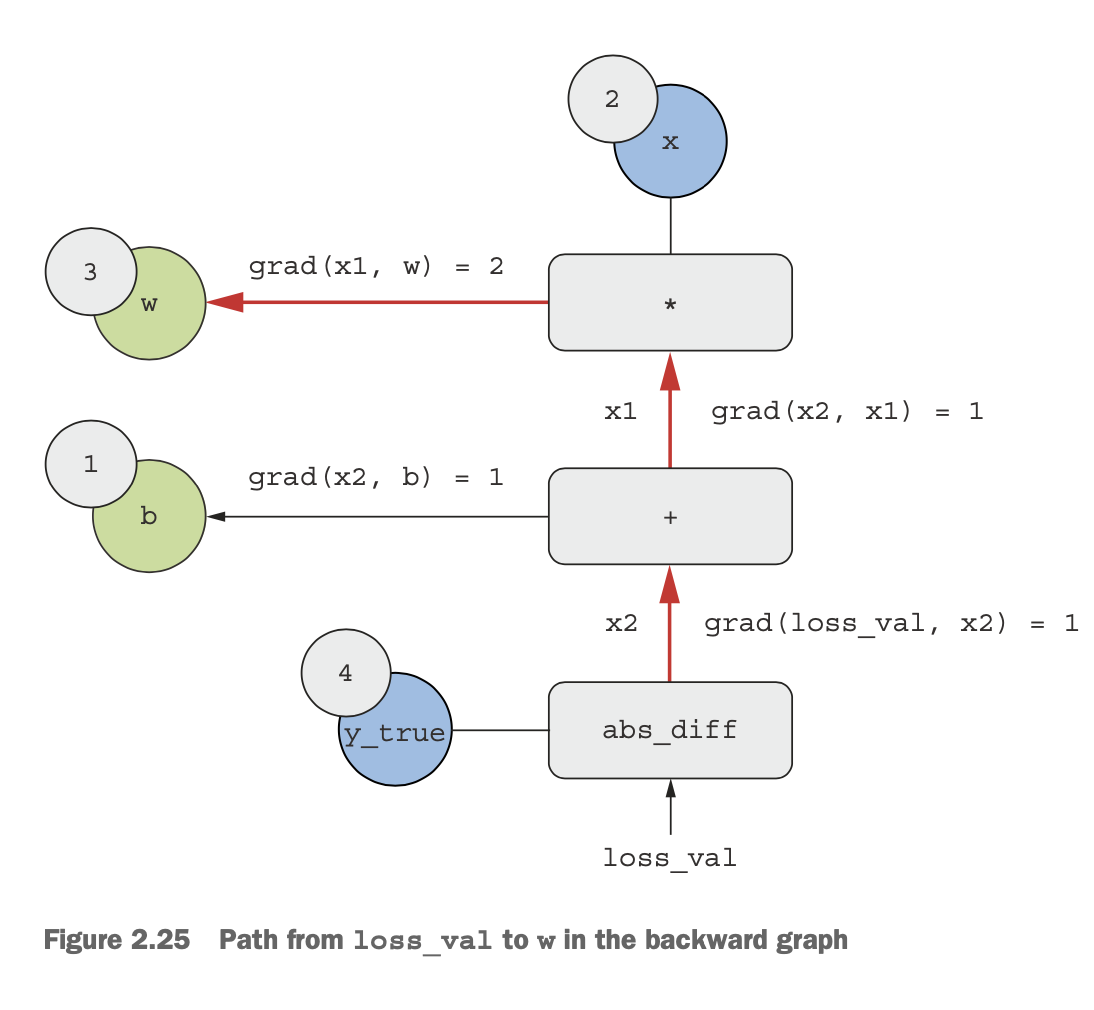 2
x
3
w
grad(x1, w) = 2
*
x1
grad(x2, x1) = 1
1
b
grad(x2, b) = 1
+
x2
grad(loss_val, x2) = 1
4
y_true
abs_diff
loss_val
Figure 2.25 Path from loss_val to w in the backward graph